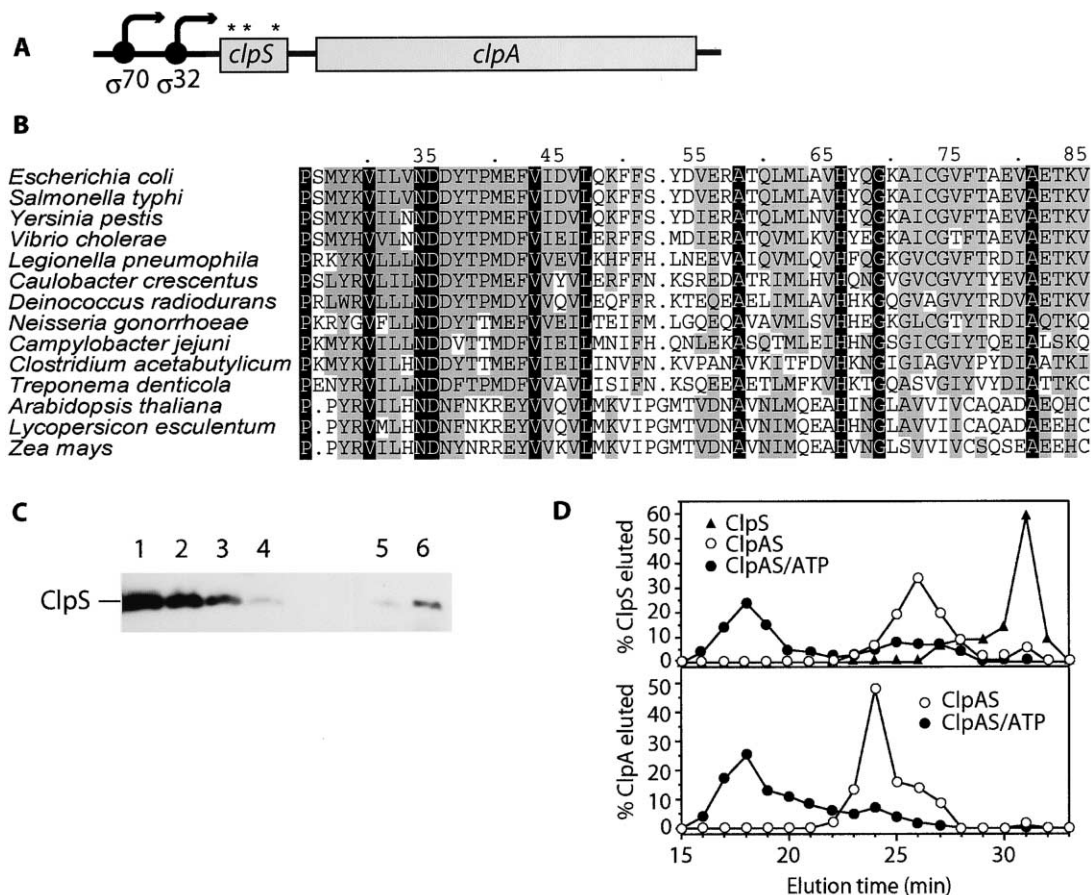 A
σ70
σ32
* * *
clpS
clpA
B
. 35 . 45 . 55 . 65 . 75 . 85
Escherichia coli PSMYKVILVNDDYTPMEFVIDVLQKFFS.YDVERATQLMLAVHYQGKAICGVFTAEVAETKV
Salmonella typhi PSMYKVILVNDDYTPMEFVIDVLQKFFS.YDVERATQLMLAVHYQGKAICGVFTAEVAETKV
Yersinia pestis PSMYKVILNNDDYTPMEFVIDVLQKFFS.YDIERATQLMLNVHYQGKAICGVFTAEVAETKV
Vibrio cholerae PSMYHVVLNNDDYTPMDFVIEILERFFS.MDIERATQVMLKVHYEGKAICGTFTAEVAETKV
Legionella pneumophila PRKYKVLLLNDDYTPMDFVVEVLKHFFH.LNEEVAIQVMLQVHFQGKGVCGVFTRDIAETKV
Caulobacter crescentus PSLYRVLILNDDYTPMEFVVYVLERFFN.KSREDATRIMLHVHQNGVGVCGVYTYEVAETKV
Deinococcus radiodurans PRLWRVLLLNDDYTPMDYVVQVLEQFFR.KTEQEAELIMLAVHHKGQGVAGVYTRDVAETKV
Neisseria gonorrhoeae PKRYGVFLLNDDYTTMEFVVEILTEIFM.LGQEQAVAVMLSVHHEGKGLCGTYTRDIAQTKQ
Campylobacter jejuni PKMYKVILLNDDVTTMDFVIEILMNIFH.QNLEKASQTMLEIHHNGSGICGIYTQEIALSKQ
Clostridium acetabutylicum PKMYKVILLNDDYTTMEFVVEILINVFN.KVPANAVKITFDVHKNGIGIAGVYPYDIAATKI
Treponema denticola PENYRVILLNDDFTPMDFVVAVLISIFN.KSQEEAETLMFKVHKTGQASVGIYVYDIATTKC
Arabidopsis thaliana P.PYRVILHNDNFNKREYVVQVLMKVIPGMTVDNAVNLMQEAHINGLAVVIVCAQADAEQHC
Lycopersicon esculentum P.PYRVMLHNDNYNKREYVVQVLMKVIPGMTVDNAVNLMQEAHHNGLAVVILCAQADAEEHC
Zea mays P.PYRVILHNDNYNRREYVVKVLMKVIPGMTVDNAVNIMQEAHVNGLSVVIVCSQSEAEEHC
C
1 2 3 4 5 6
ClpS
D
% ClpS eluted
60
50
40
30
20
10
0
ClpS
ClpAS
ClpAS/ATP
% ClpA eluted
50
40
30
20
10
0
ClpAS
ClpAS/ATP
15 20 25 30
Elution time (min)